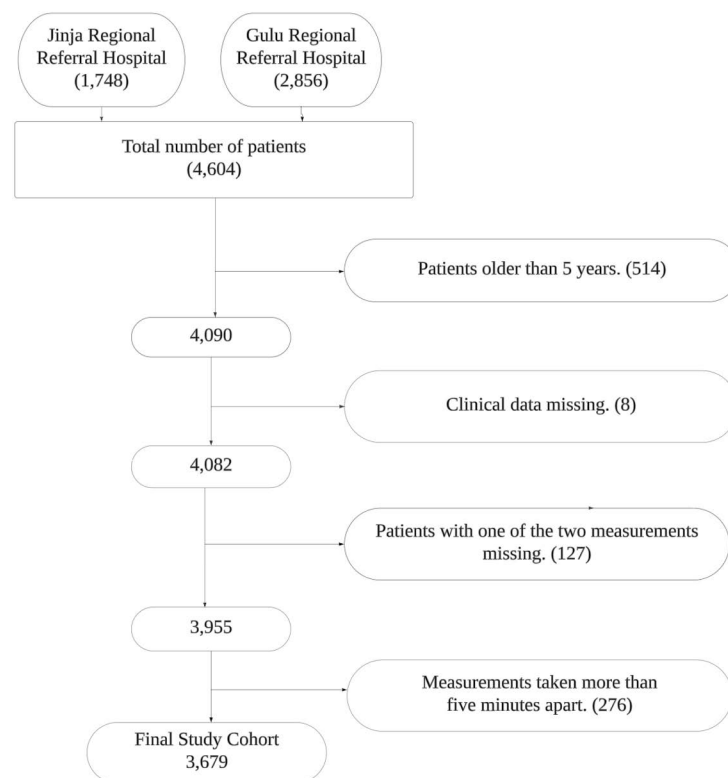 Jinja Regional
Referral Hospital
(1,748)
Gulu Regional
Referral Hospital
(2,856)
Total number of patients
(4,604)
Patients older than 5 years. (514)
4,090
Clinical data missing. (8)
4,082
Patients with one of the two measurements
missing. (127)
3,955
Measurements taken more than
five minutes apart. (276)
Final Study Cohort
3,679